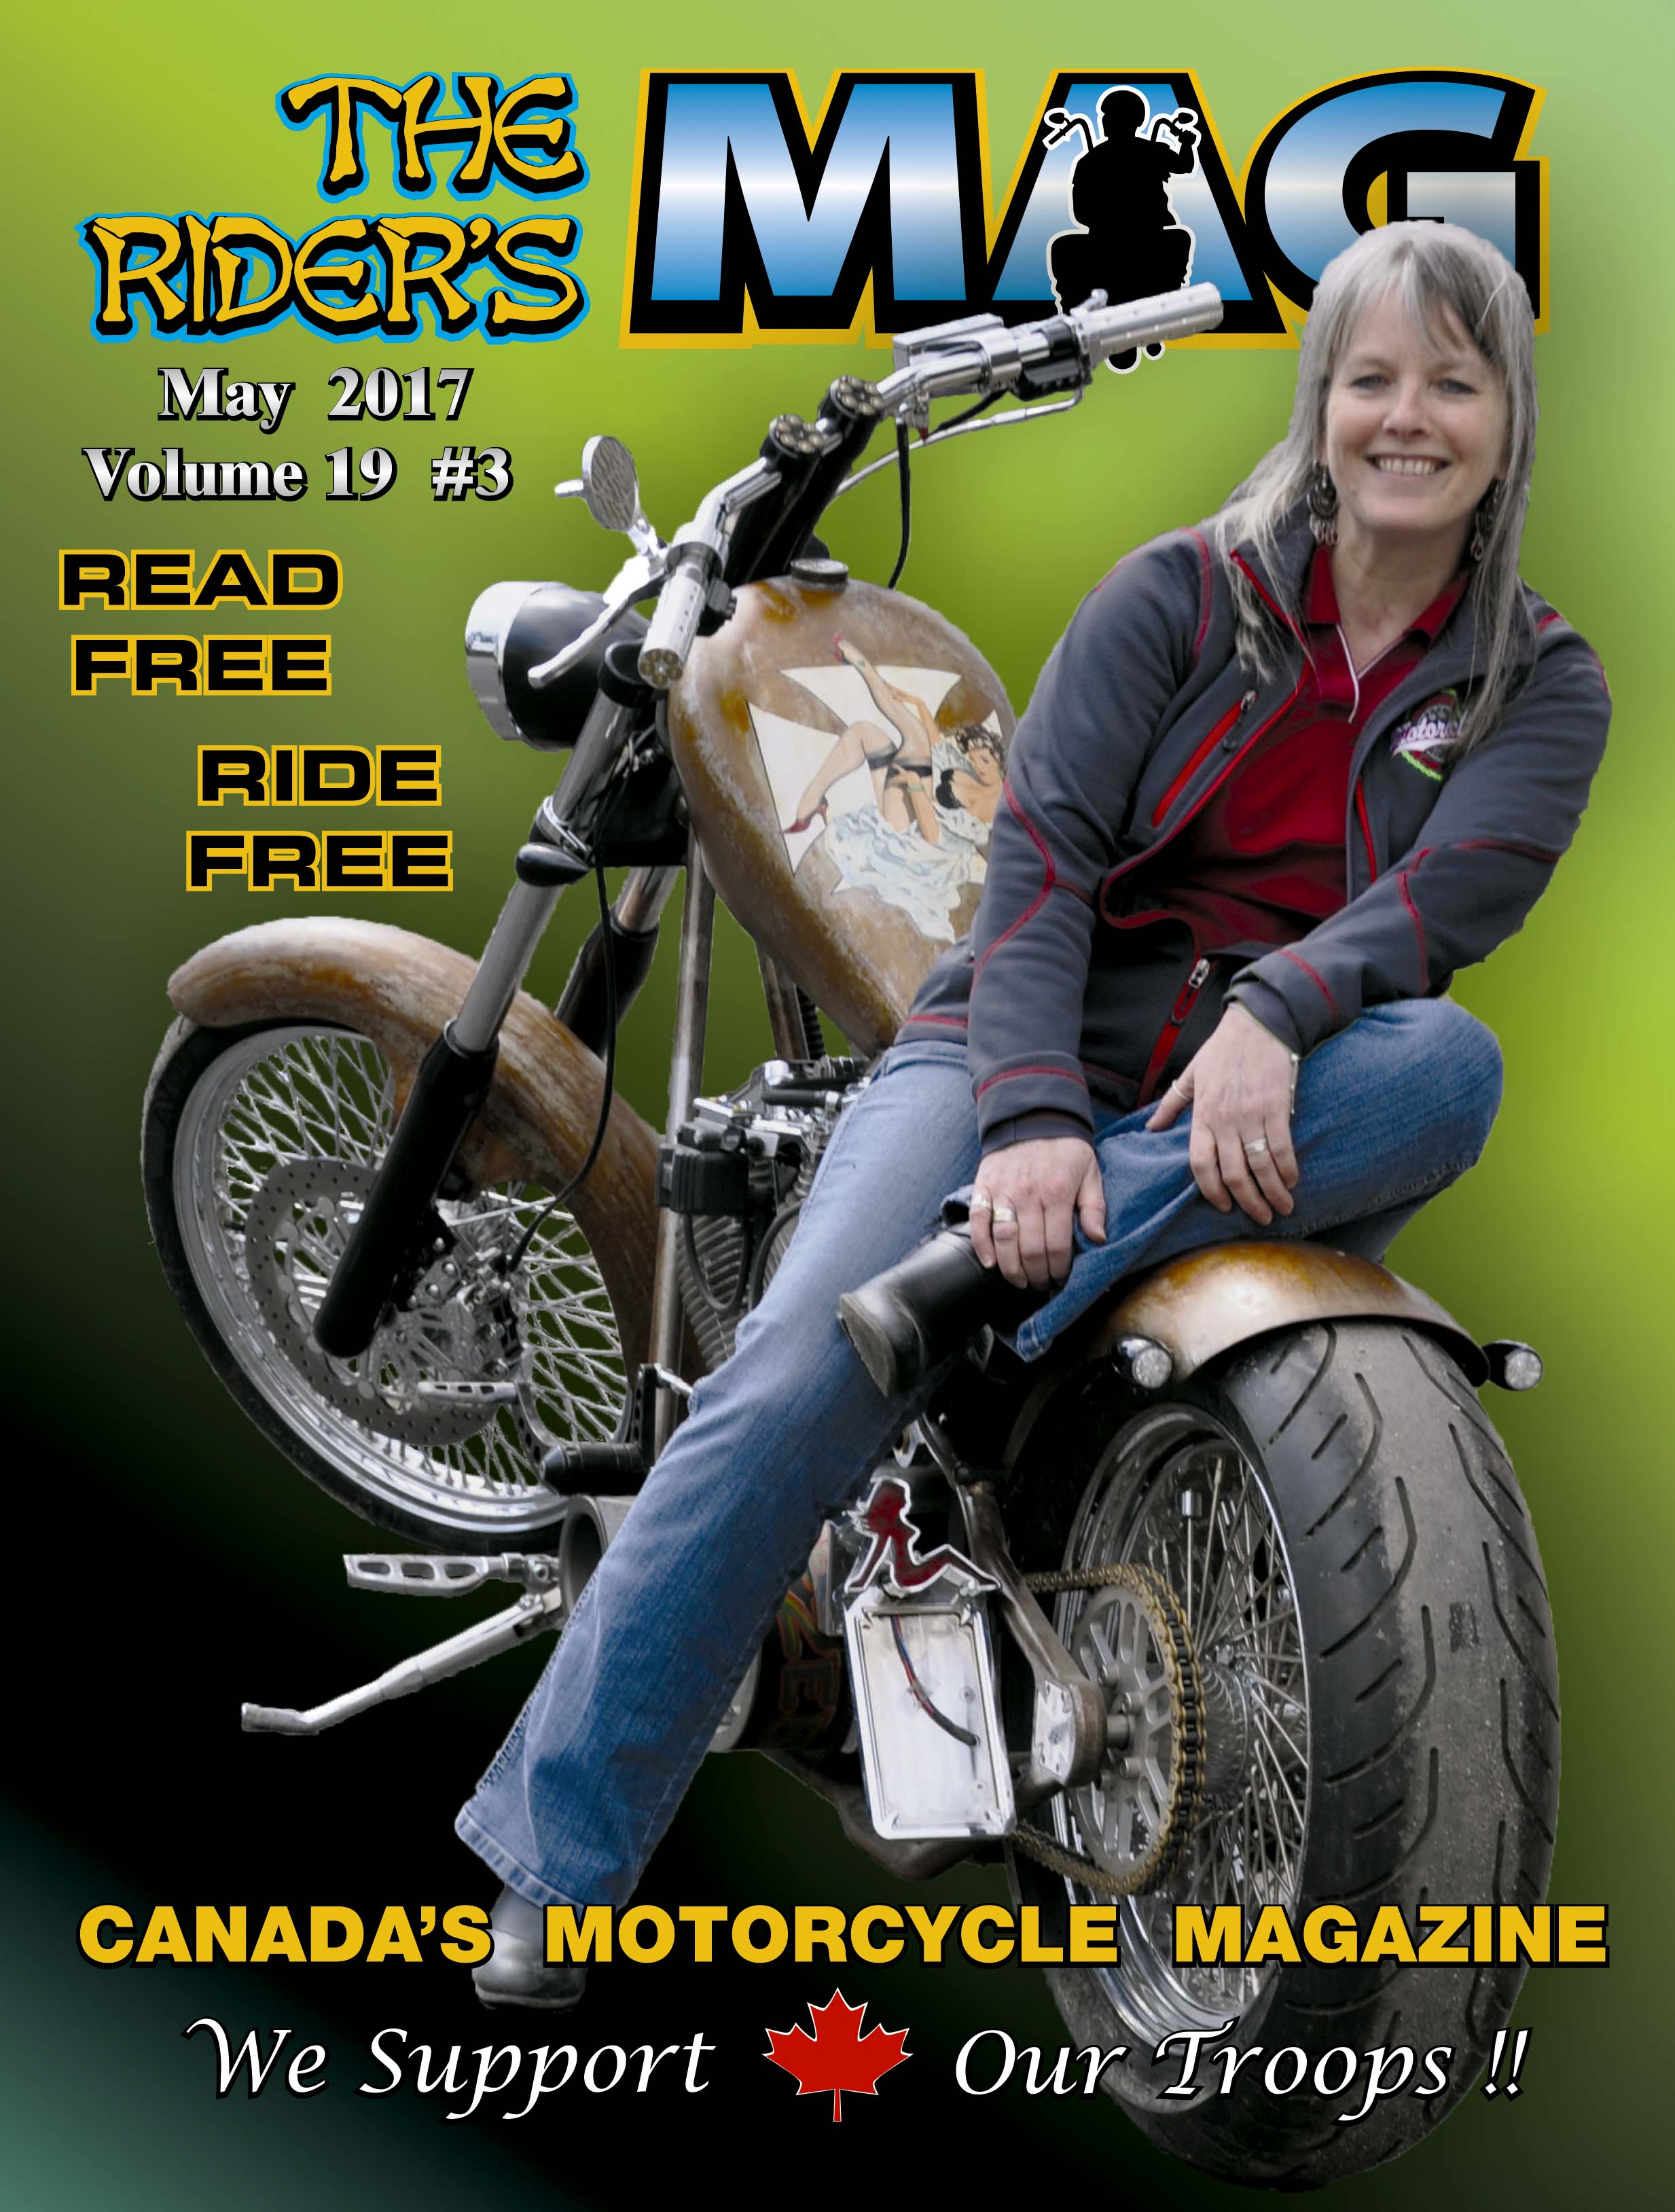 THE
RIDER'S
MAG
May 2017
Volume 19 #3
READ
FREE
RIDE
FREE
CANADA'S MOTORCYCLE MAGAZINE
We Support Our Troops !!